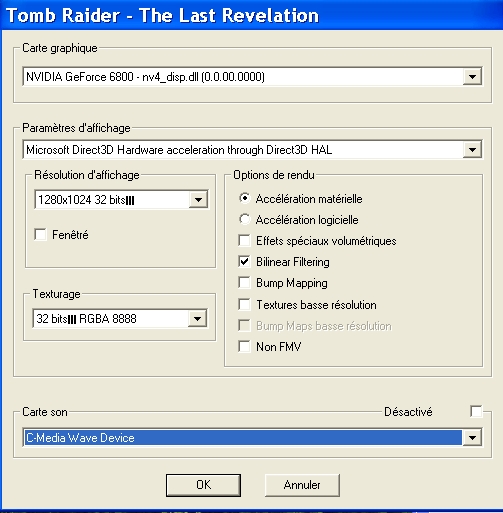 Tomb Raider - The Last Revelation
Carte graphique
NVIDIA GeForce 6800 - nv4_disp.dll (0.0.00.0000)
Paramètres d'affichage
Microsoft Direct3D Hardware acceleration through Direct3D HAL
Résolution d'affichage
1280x1024 32 bits
Fenêtré
Texturage
32 bits RGBA 8888
Options de rendu
Accélération matérielle
Accélération logicielle
Effets spéciaux volumétriques
Bilinear Filtering
Bump Mapping
Textures basse résolution
Bump Maps basse résolution
Non FMV
Carte son
Désactivé
C-Media Wave Device
OK
Annuler